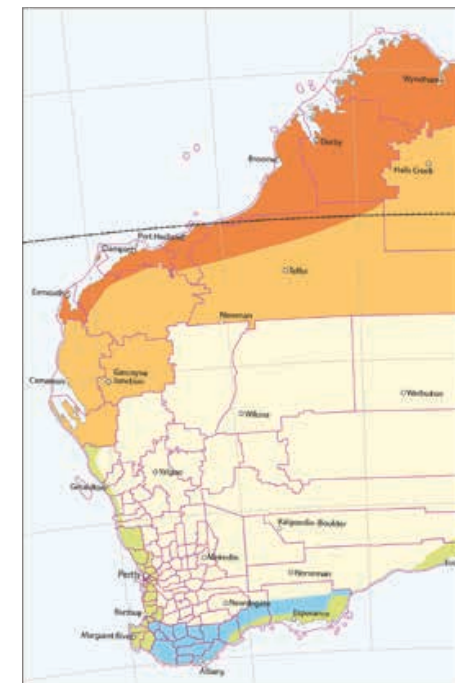 Wyndham
Derby
Broome
Halls Creek
Port Hedland
Dampier
Telfer
Exmouth
Newman
Carnarvon
Gascoyne
Junction
Warburton
Wiluna
Yalgoo
Geraldton
Kalgoorlie-Boulder
Merredin
Perth
Norseman
Newdegate
Bunbury
Esperance
Margaret River
Albany